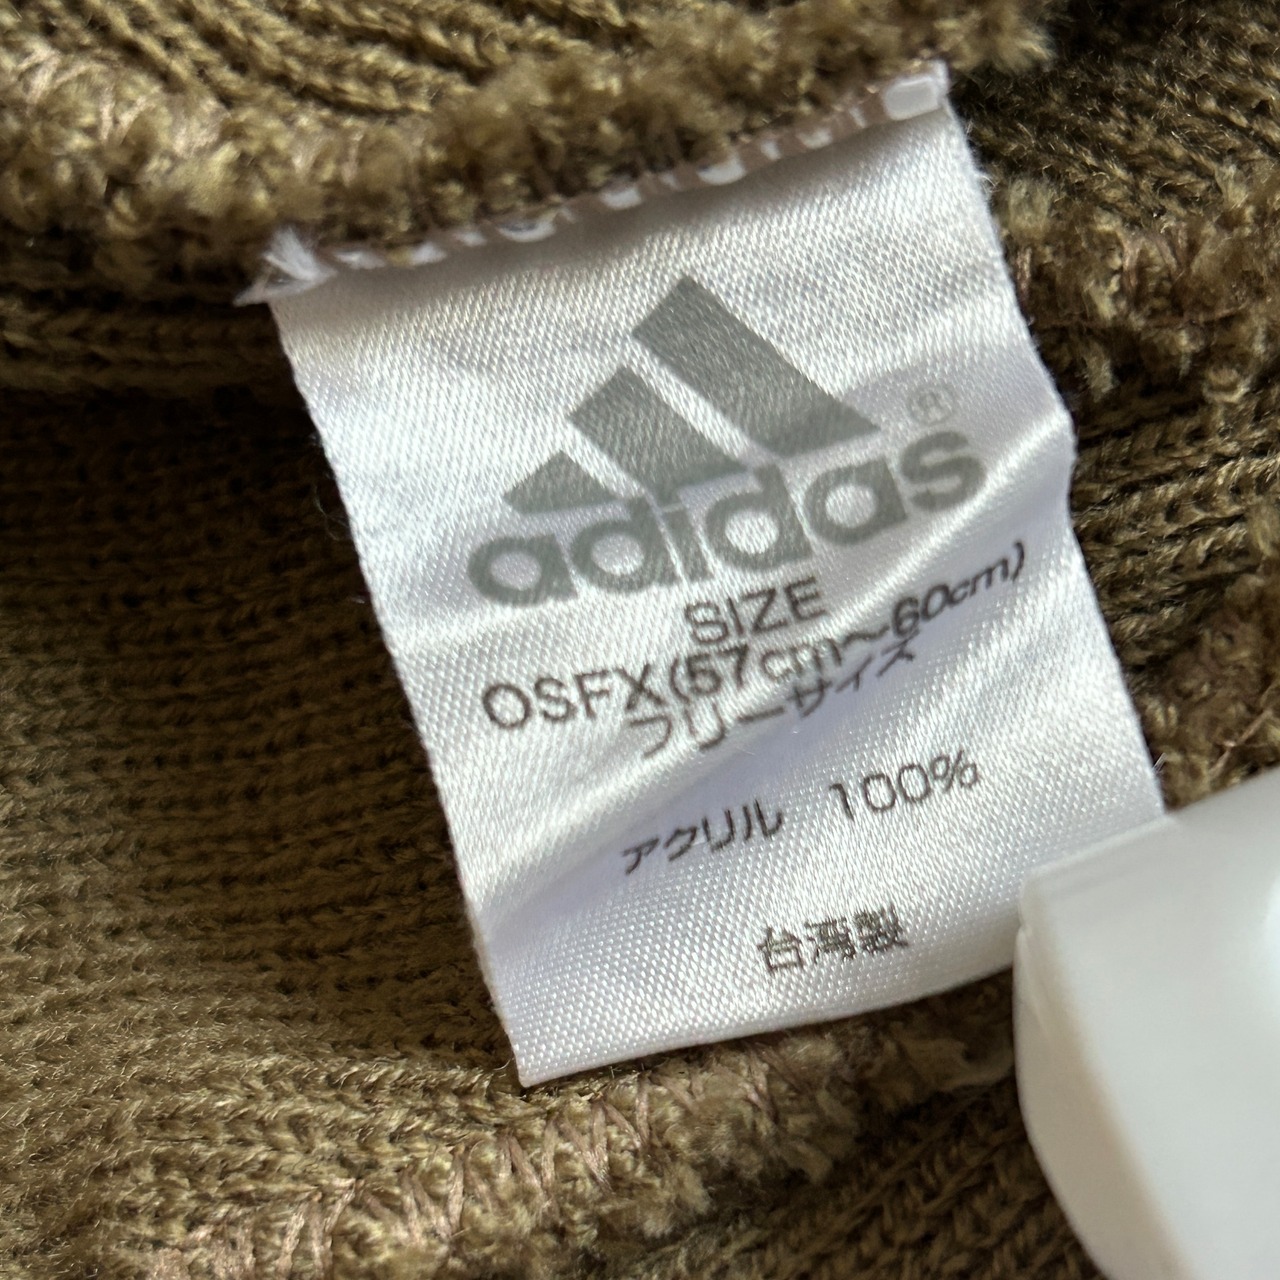 adidas®
SIZE
OSFX(57cm〜60cm)
フリーサイズ
アクリル 100%
台湾製